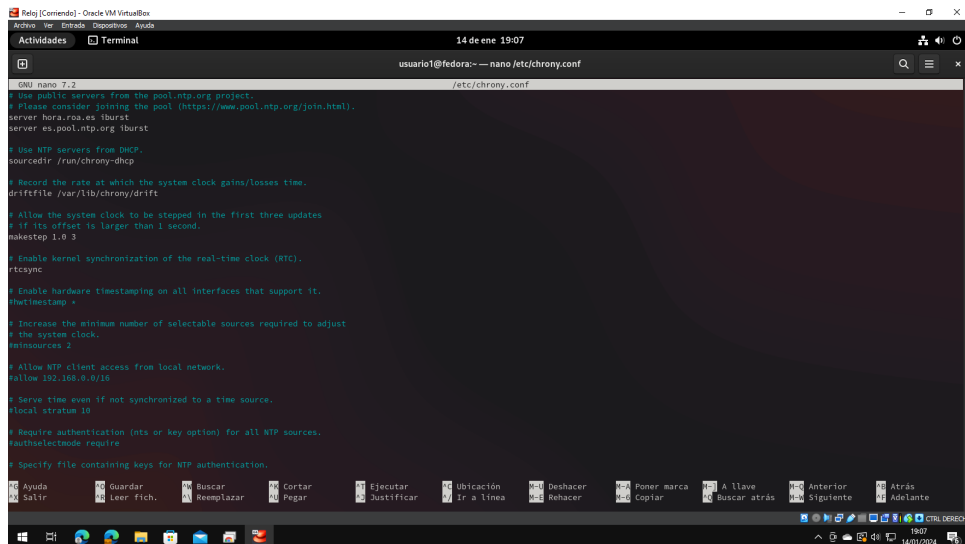 Reloj [Corriendo] - Oracle VM VirtualBox
Archivo Ver Entrada Dispositivos Ayuda
Actividades Terminal 14 de ene 19:07
usuario1@fedora:~ — nano /etc/chrony.conf
GNU nano 7.2 /etc/chrony.conf
# Use public servers from the pool.ntp.org project.
# Please consider joining the pool (https://www.pool.ntp.org/join.html).
server hora.roa.es iburst
server es.pool.ntp.org iburst
# Use NTP servers from DHCP.
sourcedir /run/chrony-dhcp
# Record the rate at which the system clock gains/losses time.
driftfile /var/lib/chrony/drift
# Allow the system clock to be stepped in the first three updates
# if its offset is larger than 1 second.
makestep 1.0 3
# Enable kernel synchronization of the real-time clock (RTC).
rtcsync
# Enable hardware timestamping on all interfaces that support it.
#hwtimestamp *
# Increase the minimum number of selectable sources required to adjust
# the system clock.
#minsources 2
# Allow NTP client access from local network.
#allow 192.168.0.0/16
# Serve time even if not synchronized to a time source.
#local stratum 10
# Require authentication (nts or key option) for all NTP sources.
#authselectmode require
# Specify file containing keys for NTP authentication.
^G Ayuda ^O Guardar ^W Buscar ^K Cortar ^T Ejecutar ^C Ubicación M-U Deshacer M-A Poner marca M-] A llave M-Q Anterior ^B Atrás
^X Salir ^R Leer fich. ^\ Reemplazar ^U Pegar ^J Justificar ^/ Ir a línea M-E Rehacer M-6 Copiar ^Q Buscar atrás M-W Siguiente ^F Adelante
CTRL DERECH
19:07
14/01/2024